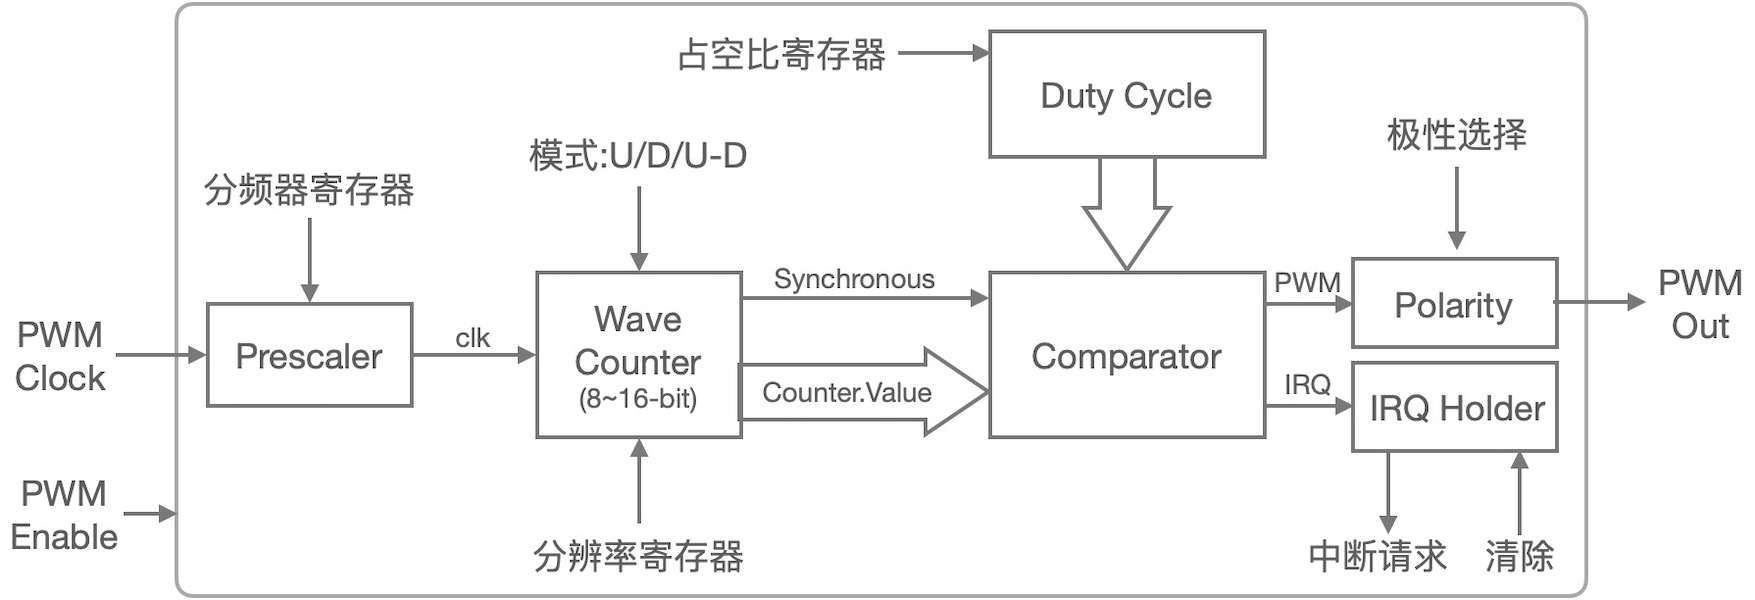 占空比寄存器
Duty Cycle
极性选择
模式:U/D/U-D
分频器寄存器
PWM
Clock
Prescaler
clk
Wave
Counter
(8~16-bit)
Synchronous
Counter.Value
Comparator
PWM
Polarity
PWM
Out
IRQ
IRQ Holder
PWM
Enable
分辨率寄存器
中断请求
清除